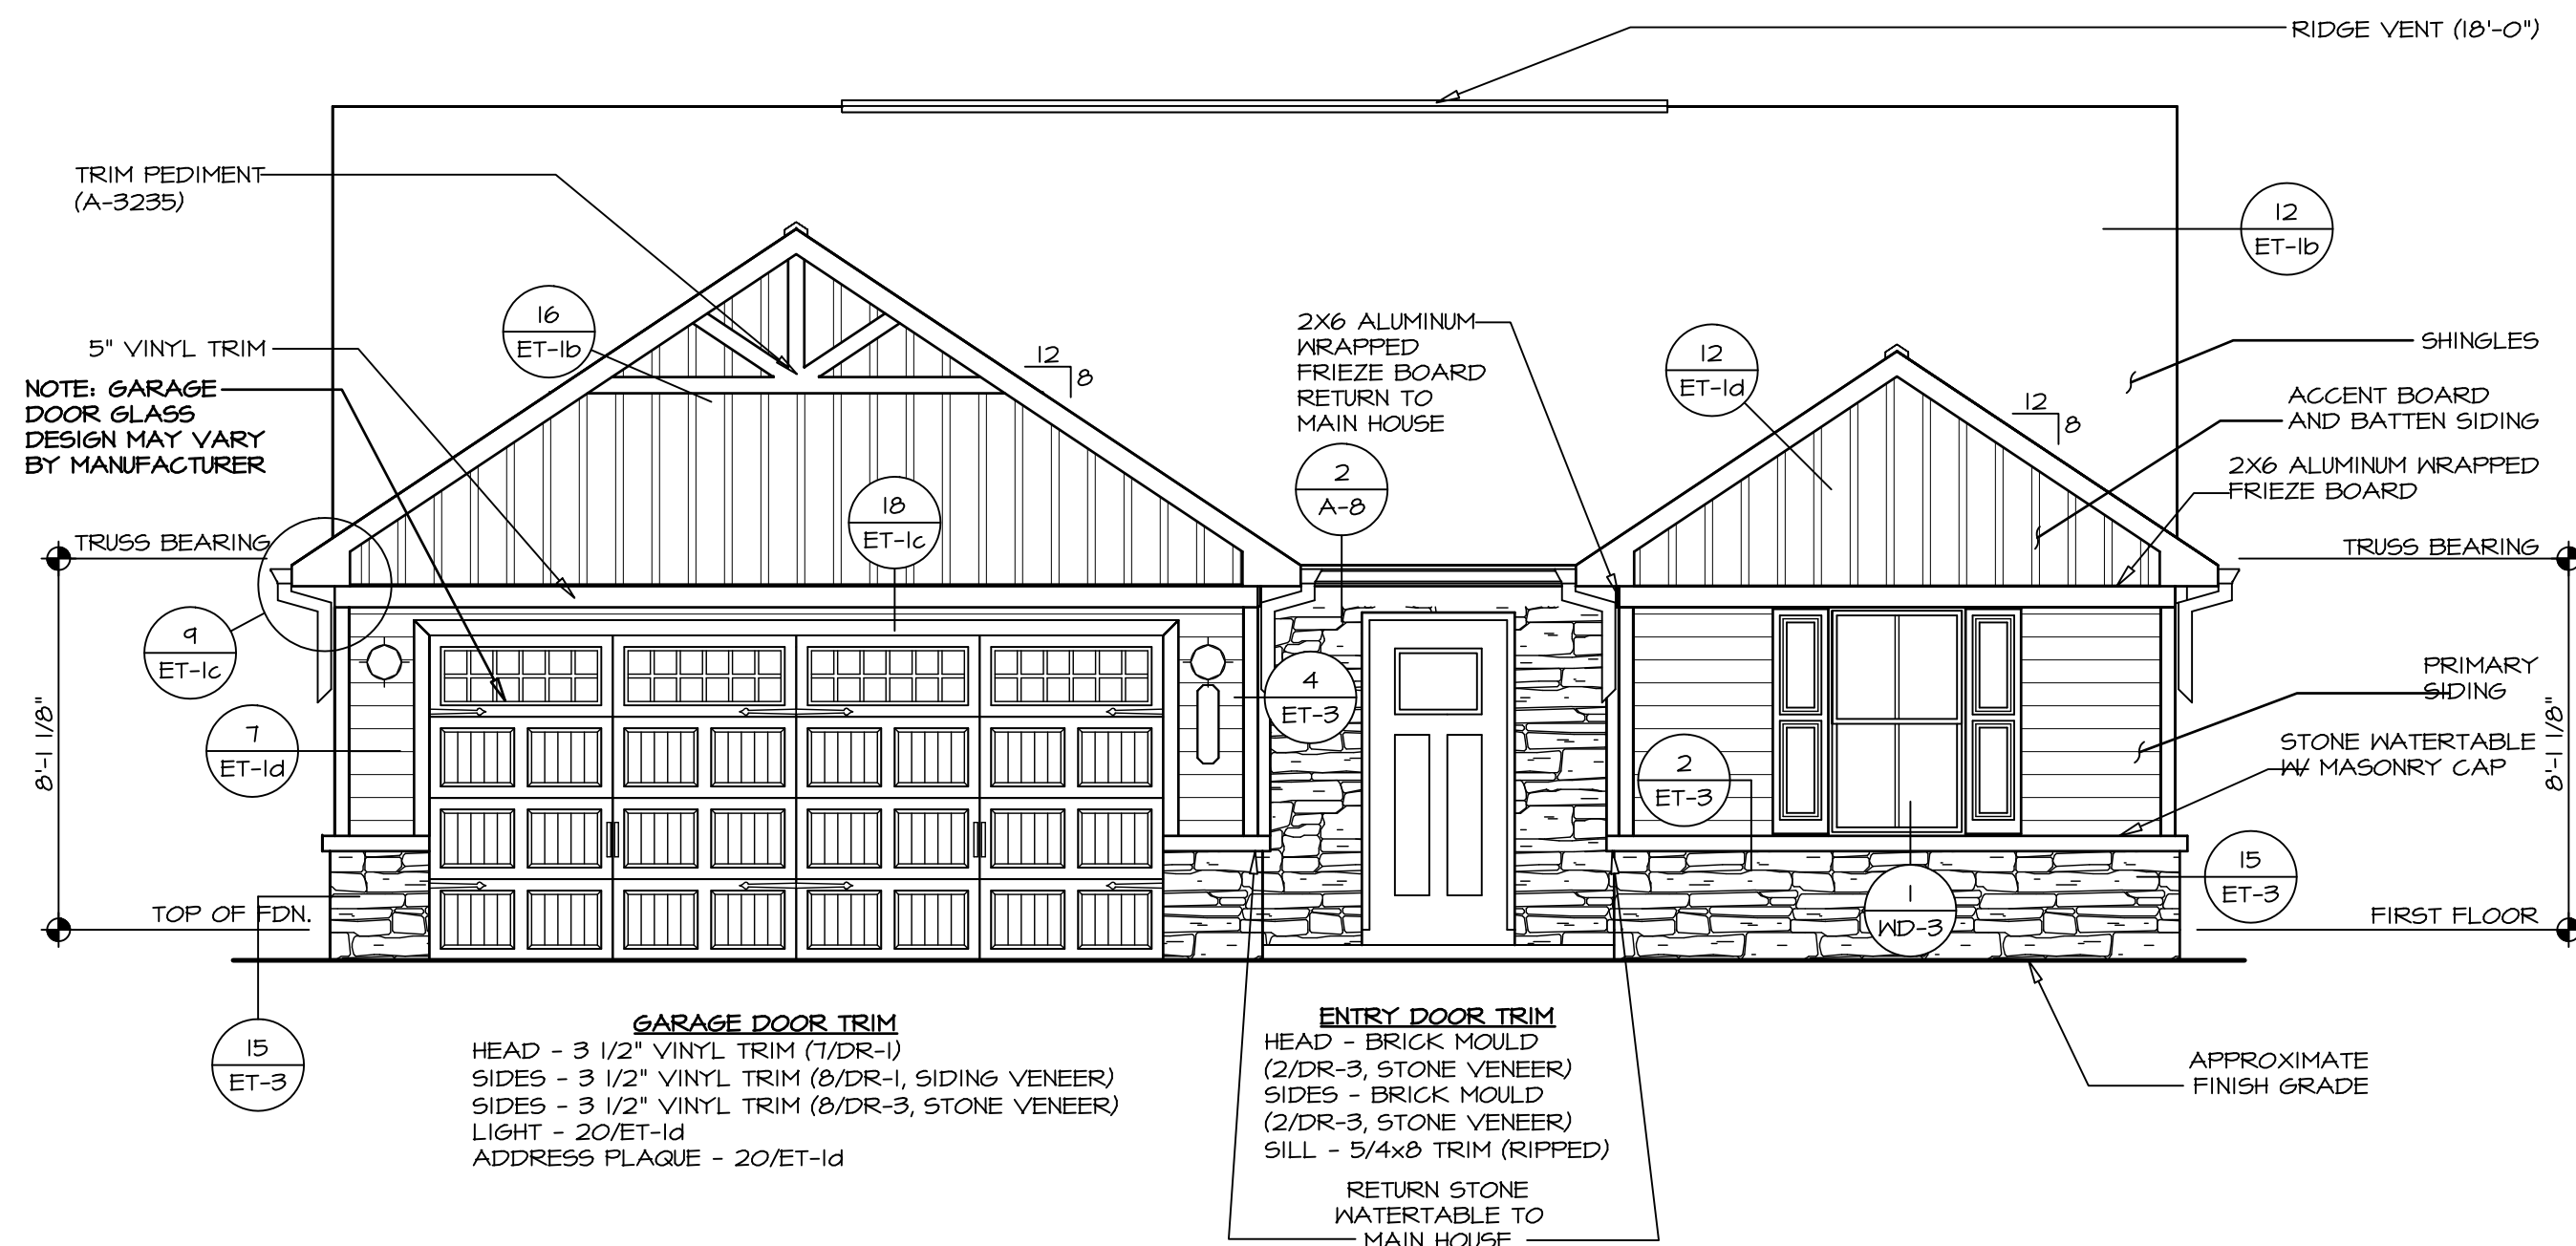 RIDGE VENT (18'-0")
TRIM PEDIMENT
(A-3235)
12
ET-1b
16
ET-1b
5" VINYL TRIM
NOTE: GARAGE
DOOR GLASS
DESIGN MAY VARY
BY MANUFACTURER
12
8
2X6 ALUMINUM
WRAPPED
FRIEZE BOARD
RETURN TO
MAIN HOUSE
2
A-8
12
ET-1d
12
8
SHINGLES
ACCENT BOARD
AND BATTEN SIDING
2X6 ALUMINUM WRAPPED
FRIEZE BOARD
18
ET-1c
TRUSS BEARING
TRUSS BEARING
9
ET-1c
7
ET-1d
4
ET-3
2
ET-3
PRIMARY
SIDING
STONE WATERTABLE
W/ MASONRY CAP
8'-1 1/8"
8'-1 1/8"
15
ET-3
1
WD-3
TOP OF FDN.
FIRST FLOOR
15
ET-3
GARAGE DOOR TRIM
HEAD - 3 1/2" VINYL TRIM (7/DR-1)
SIDES - 3 1/2" VINYL TRIM (8/DR-1, SIDING VENEER)
SIDES - 3 1/2" VINYL TRIM (8/DR-3, STONE VENEER)
LIGHT - 20/ET-1d
ADDRESS PLAQUE - 20/ET-1d
ENTRY DOOR TRIM
HEAD - BRICK MOULD
(2/DR-3, STONE VENEER)
SIDES - BRICK MOULD
(2/DR-3, STONE VENEER)
SILL - 5/4x8 TRIM (RIPPED)
RETURN STONE
WATERTABLE TO
MAIN HOUSE
APPROXIMATE
FINISH GRADE